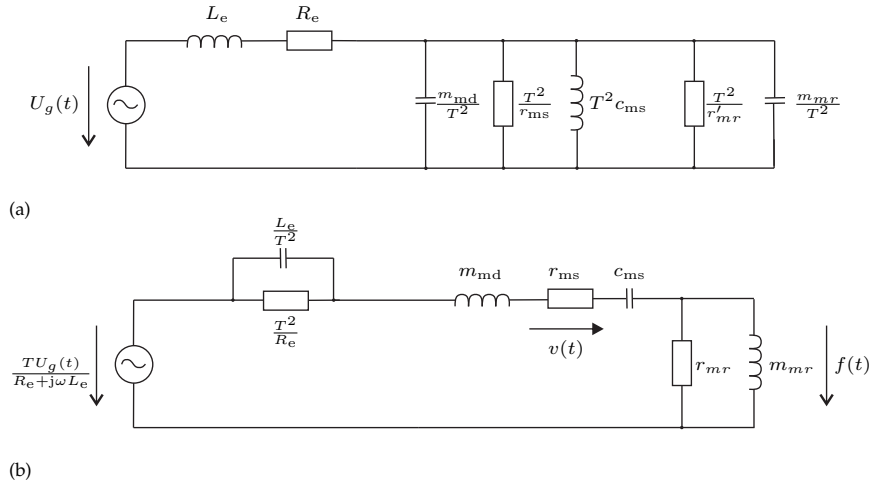 L_e R_e
U_g(t)
m_md/T^2 T^2/r_ms T^2 c_ms T^2/r'_mr m_mr/T^2
(a)
L_e/T^2
m_md r_ms c_ms
T^2/R_e
v(t)
TU_g(t)/R_e+jωL_e
r_mr m_mr f(t)
(b)